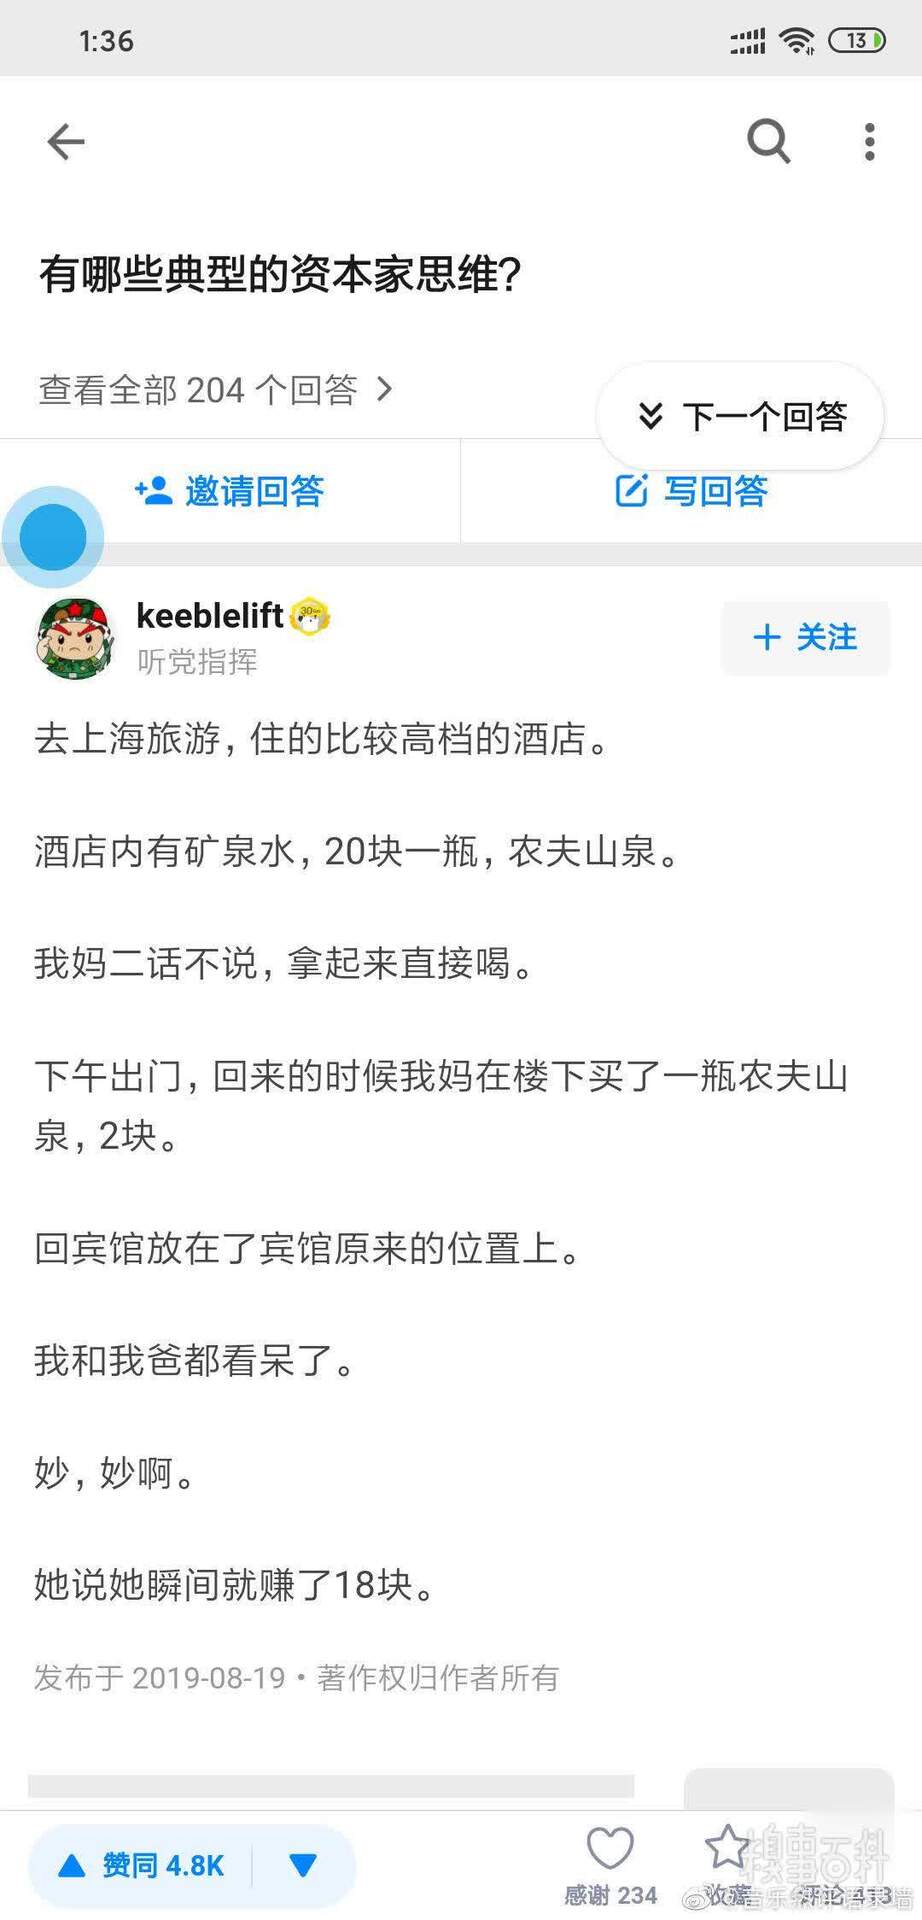 1:36
13
有哪些典型的资本家思维?
查看全部 204 个回答
下一个回答
邀请回答
写回答
keeblelift
听党指挥
+ 关注
去上海旅游，住的比较高档的酒店。
酒店内有矿泉水，20块一瓶，农夫山泉。
我妈二话不说，拿起来直接喝。
下午出门，回来的时候我妈在楼下买了一瓶农夫山
泉，2块。
回宾馆放在了宾馆原来的位置上。
我和我爸都看呆了。
妙，妙啊。
她说她瞬间就赚了18块。
发布于 2019-08-19 · 著作权归作者所有
赞同 4.8K
感谢 234
收藏
评论